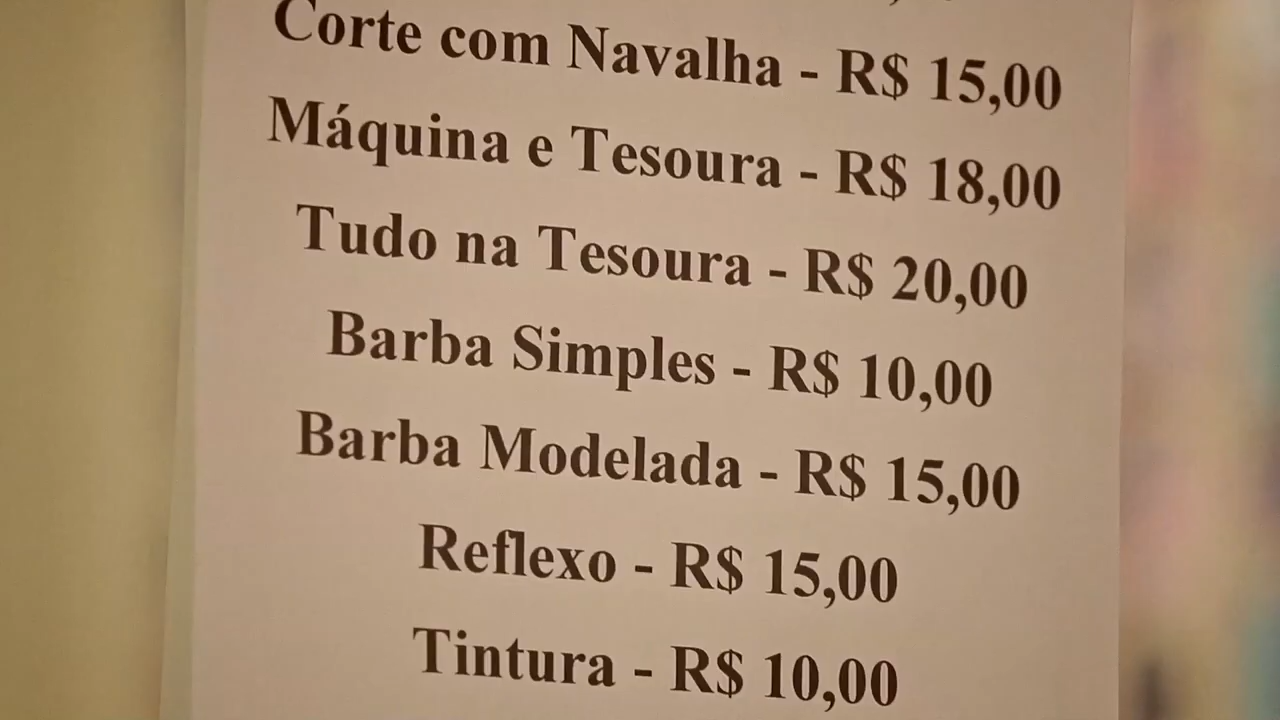 Corte com Navalha - R$ 15,00
Máquina e Tesoura - R$ 18,00
Tudo na Tesoura - R$ 20,00
Barba Simples - R$ 10,00
Barba Modelada - R$ 15,00
Reflexo - R$ 15,00
Tintura - R$ 10,00